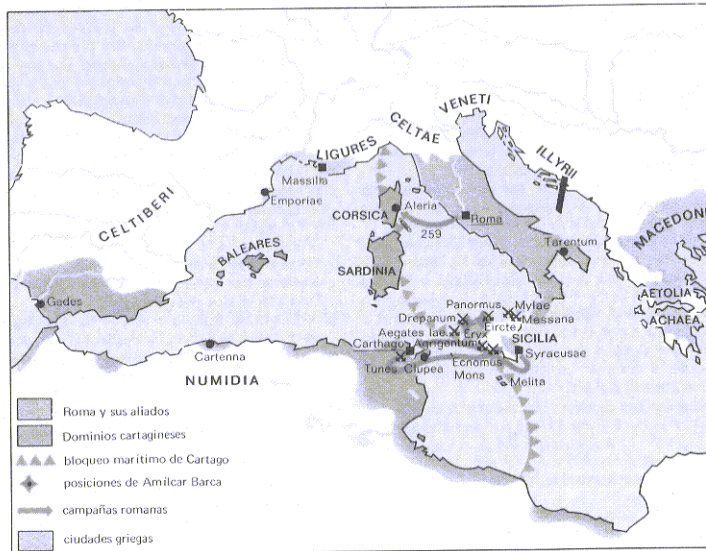 VENETI
CELTAE
LIGURES
ILLYRII
Massilia
Emporiae
Aleria
CORSICA
Roma
259
CELTIBERI
MACEDONI
BALEARES
Tarentum
SARDINIA
AETOLIA
ACHAEA
Gades
Panormus
Mylae
Drepanum
Messana
Eryx
Eircte
Aegates Iae.
SICILIA
Carthago
Agrigentum
Syracusae
Cartenna
Tunes
Clupea
Ecnomus
Mons
Melita
NUMIDIA
Roma y sus aliados
Dominios cartagineses
bloqueo marítimo de Cartago
posiciones de Amílcar Barca
campañas romanas
ciudades griegas